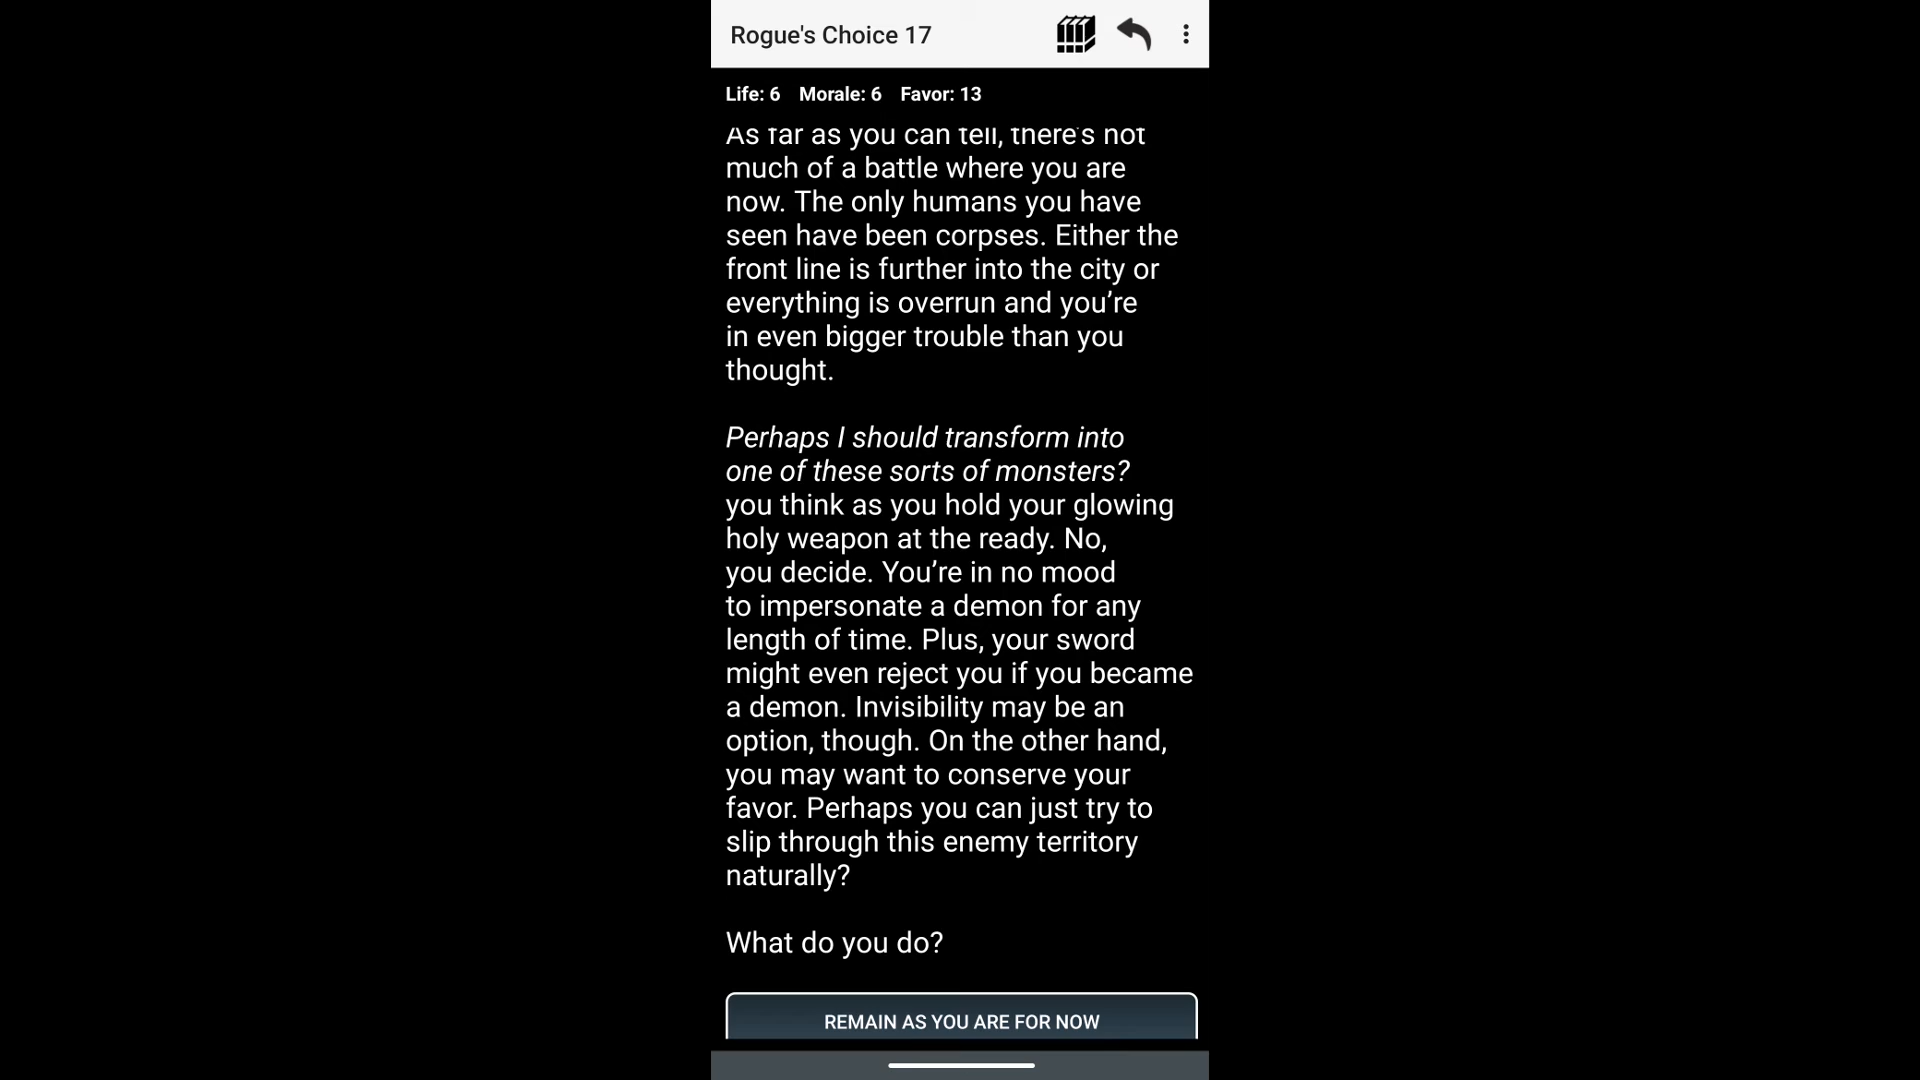 Rogue's Choice 17
Life: 6 Morale: 6 Favor: 13
As far as you can tell, there's not
much of a battle where you are
now. The only humans you have
seen have been corpses. Either the
front line is further into the city or
everything is overrun and you’re
in even bigger trouble than you
thought.
Perhaps I should transform into
one of these sorts of monsters?
you think as you hold your glowing
holy weapon at the ready. No,
you decide. You’re in no mood
to impersonate a demon for any
length of time. Plus, your sword
might even reject you if you became
a demon. Invisibility may be an
option, though. On the other hand,
you may want to conserve your
favor. Perhaps you can just try to
slip through this enemy territory
naturally?
What do you do?
REMAIN AS YOU ARE FOR NOW